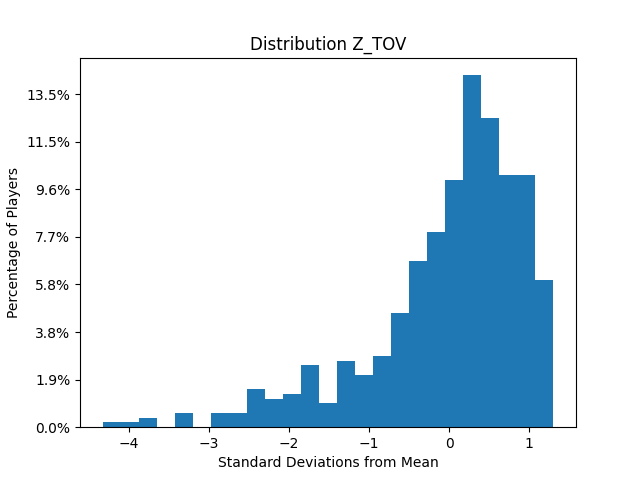 Distribution Z_TOV
Percentage of Players
13.5%
11.5%
9.6%
7.7%
5.8%
3.8%
1.9%
0.0%
−4 −3 −2 −1 0 1
Standard Deviations from Mean